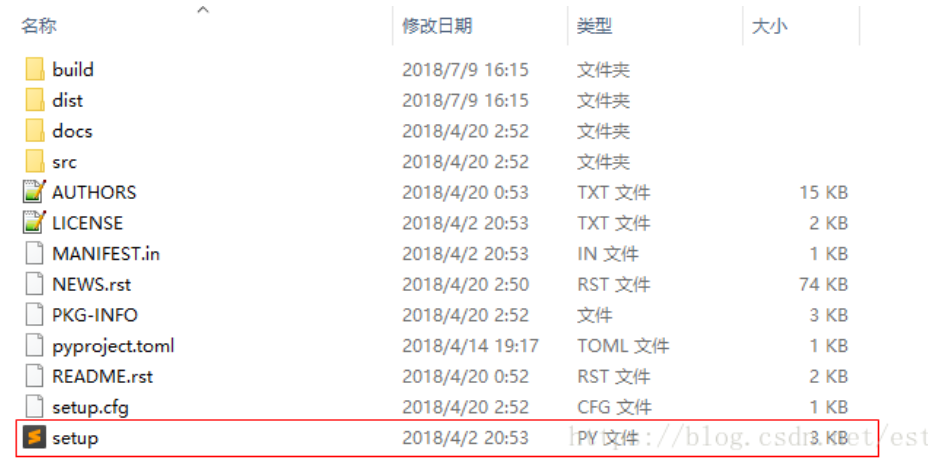 名称 修改日期 类型 大小
build 2018/7/9 16:15 文件夹
dist 2018/7/9 16:15 文件夹
docs 2018/4/20 2:52 文件夹
src 2018/4/20 2:52 文件夹
AUTHORS 2018/4/20 0:53 TXT 文件 15 KB
LICENSE 2018/4/2 20:53 TXT 文件 2 KB
MANIFEST.in 2018/4/2 20:53 IN 文件 1 KB
NEWS.rst 2018/4/20 2:50 RST 文件 74 KB
PKG-INFO 2018/4/20 2:52 文件 3 KB
pyproject.toml 2018/4/14 19:17 TOML 文件 1 KB
README.rst 2018/4/20 0:52 RST 文件 2 KB
setup.cfg 2018/4/20 2:52 CFG 文件 1 KB
setup 2018/4/2 20:53 PY 文件 3 KB
https://blog.csdn.net/est